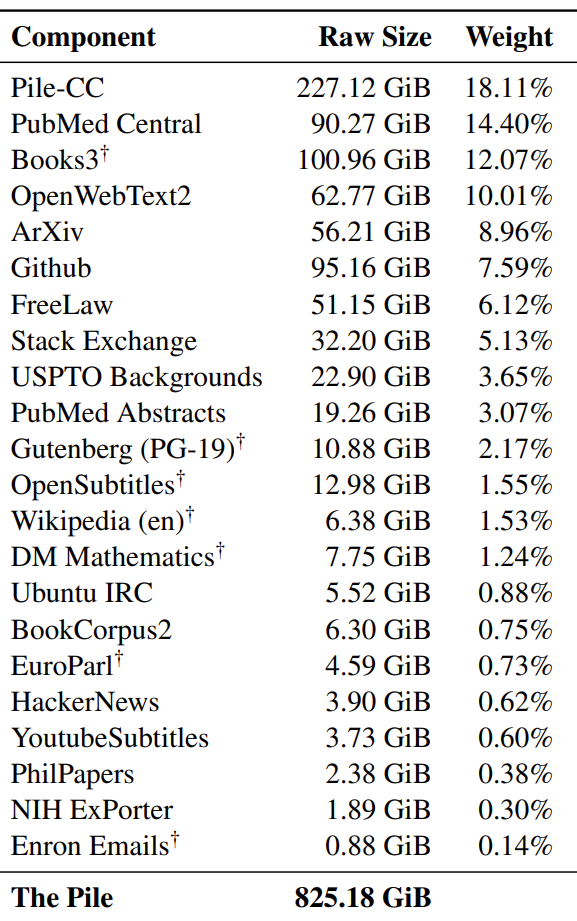 Component Raw Size Weight
Pile-CC 227.12 GiB 18.11%
PubMed Central 90.27 GiB 14.40%
Books3† 100.96 GiB 12.07%
OpenWebText2 62.77 GiB 10.01%
ArXiv 56.21 GiB 8.96%
Github 95.16 GiB 7.59%
FreeLaw 51.15 GiB 6.12%
Stack Exchange 32.20 GiB 5.13%
USPTO Backgrounds 22.90 GiB 3.65%
PubMed Abstracts 19.26 GiB 3.07%
Gutenberg (PG-19)† 10.88 GiB 2.17%
OpenSubtitles† 12.98 GiB 1.55%
Wikipedia (en)† 6.38 GiB 1.53%
DM Mathematics† 7.75 GiB 1.24%
Ubuntu IRC 5.52 GiB 0.88%
BookCorpus2 6.30 GiB 0.75%
EuroParl† 4.59 GiB 0.73%
HackerNews 3.90 GiB 0.62%
YoutubeSubtitles 3.73 GiB 0.60%
PhilPapers 2.38 GiB 0.38%
NIH ExPorter 1.89 GiB 0.30%
Enron Emails† 0.88 GiB 0.14%
The Pile 825.18 GiB